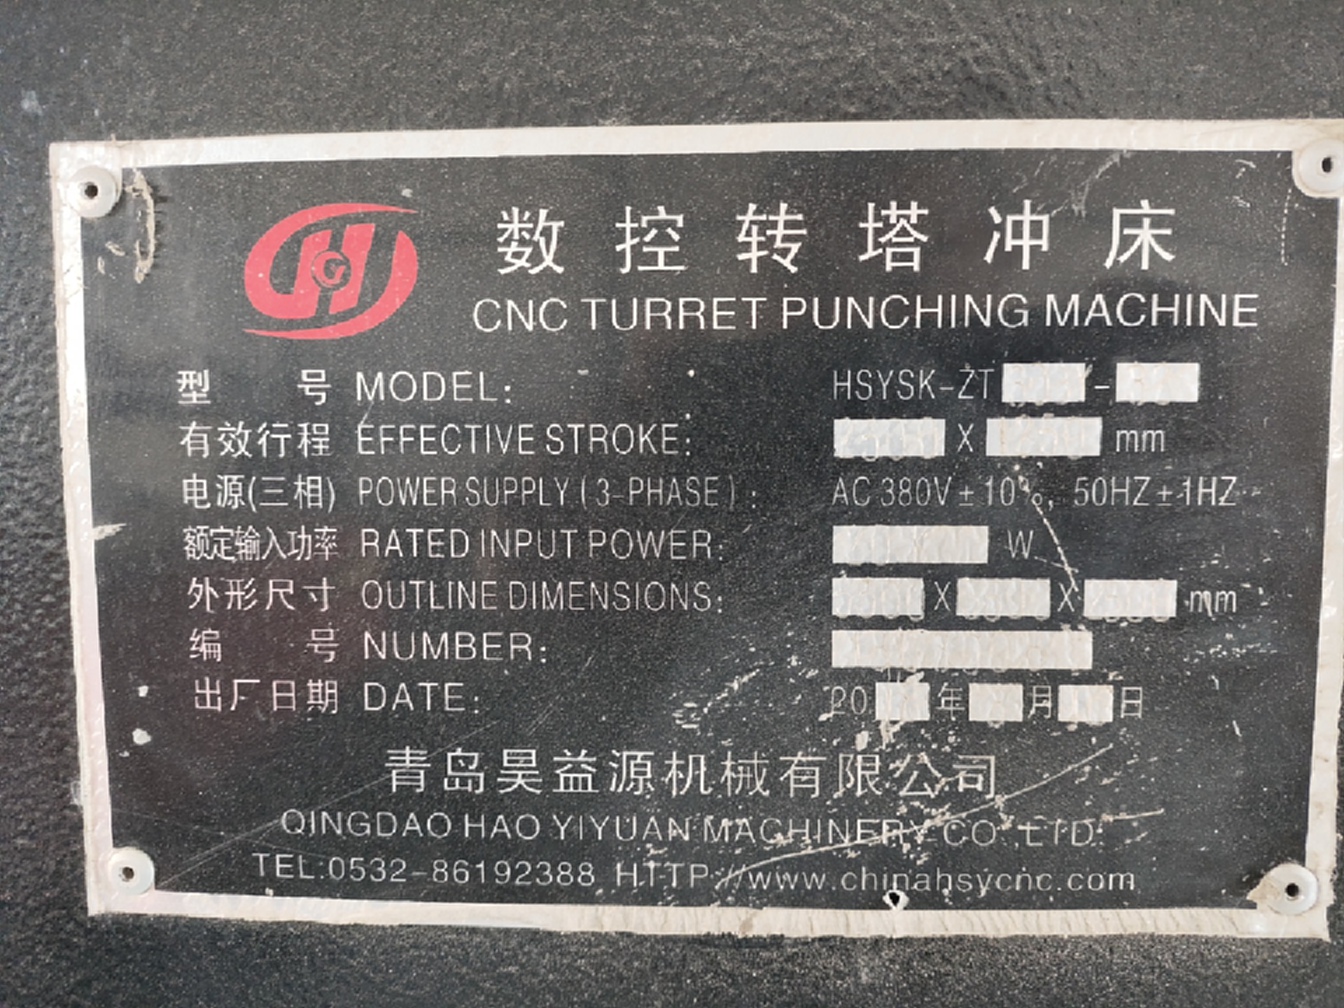 数控转塔冲床
CNC TURRET PUNCHING MACHINE
型 号 MODEL: HSYSK-ZT -
有效行程 EFFECTIVE STROKE: X mm
电源(三相) POWER SUPPLY (3-PHASE): AC 380V±10%, 50HZ±1HZ
额定输入功率 RATED INPUT POWER: W
外形尺寸 OUTLINE DIMENSIONS: X X mm
编 号 NUMBER:
出厂日期 DATE: 20 年 月 日
青岛昊益源机械有限公司
QINGDAO HAO YIYUAN MACHINERY CO.,LTD.
TEL:0532-86192388 HTTP://www.chinahsycnc.com